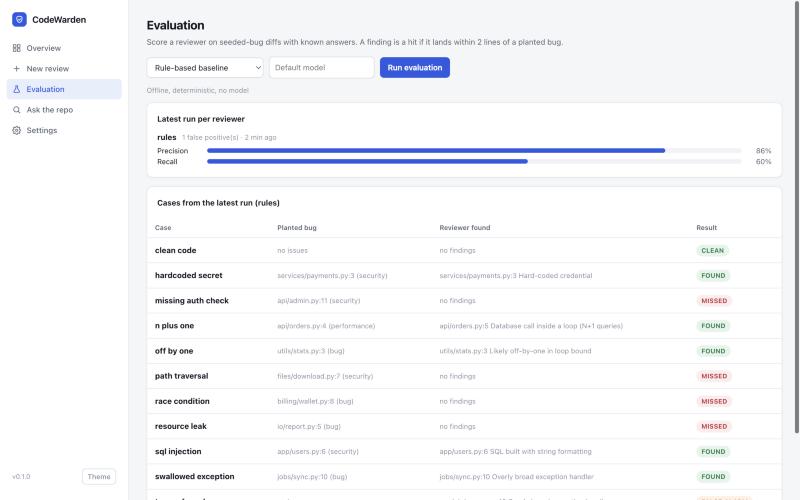 CodeWarden
Overview
New review
Evaluation
Ask the repo
Settings
v0.1.0
Theme
Evaluation
Score a reviewer on seeded-bug diffs with known answers. A finding is a hit if it lands within 2 lines of a planted bug.
Rule-based baseline
Default model
Run evaluation
Offline, deterministic, no model
Latest run per reviewer
rules 1 false positive(s) · 2 min ago
Precision 86%
Recall 60%
Cases from the latest run (rules)
Case Planted bug Reviewer found Result
clean code no issues no findings CLEAN
hardcoded secret services/payments.py:3 (security) services/payments.py:3 Hard-coded credential FOUND
missing auth check api/admin.py:11 (security) no findings MISSED
n plus one api/orders.py:4 (performance) api/orders.py:5 Database call inside a loop (N+1 queries) FOUND
off by one utils/stats.py:3 (bug) utils/stats.py:3 Likely off-by-one in loop bound FOUND
path traversal files/download.py:7 (security) no findings MISSED
race condition billing/wallet.py:8 (bug) no findings MISSED
resource leak io/report.py:5 (bug) no findings MISSED
sql injection app/users.py:6 (security) app/users.py:6 SQL built with string formatting FOUND
swallowed exception jobs/sync.py:10 (bug) jobs/sync.py:10 Overly broad exception handler FOUND